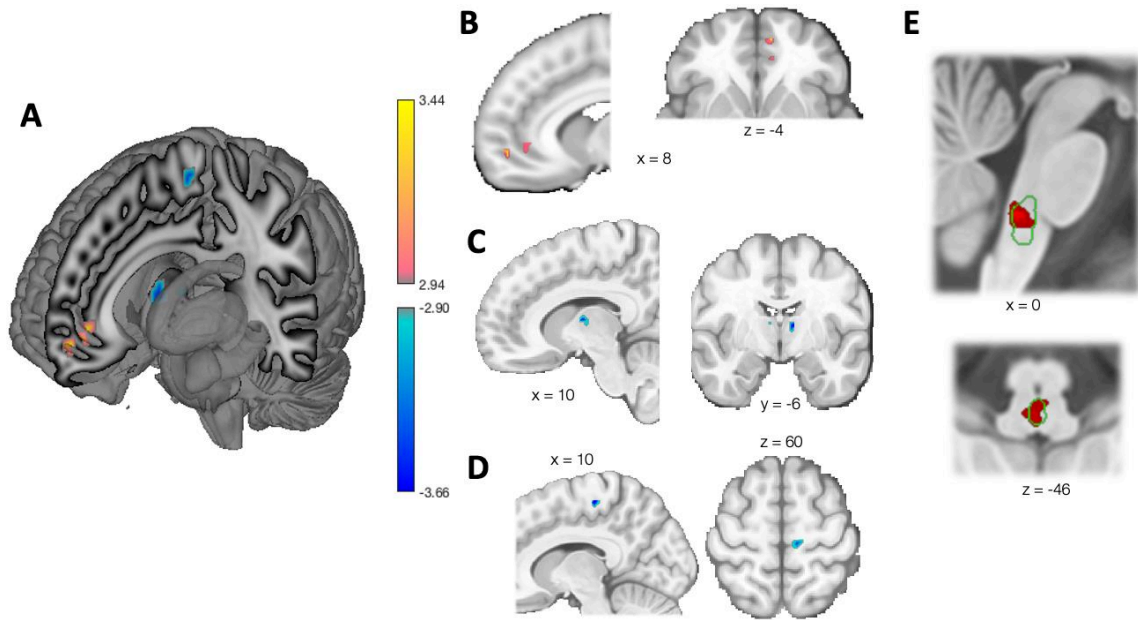 A
3.44
2.94
-2.90
-3.66
B
x = 8
z = -4
C
x = 10
y = -6
D
x = 10
z = 60
E
x = 0
z = -46